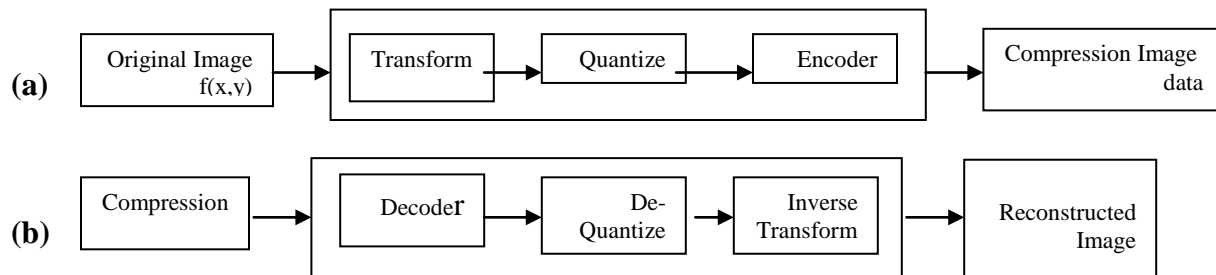 (a)
Original Image
f(x,y)
Transform
Quantize
Encoder
Compression Image
data
(b)
Compression
Decoder
De-
Quantize
Inverse
Transform
Reconstructed
Image